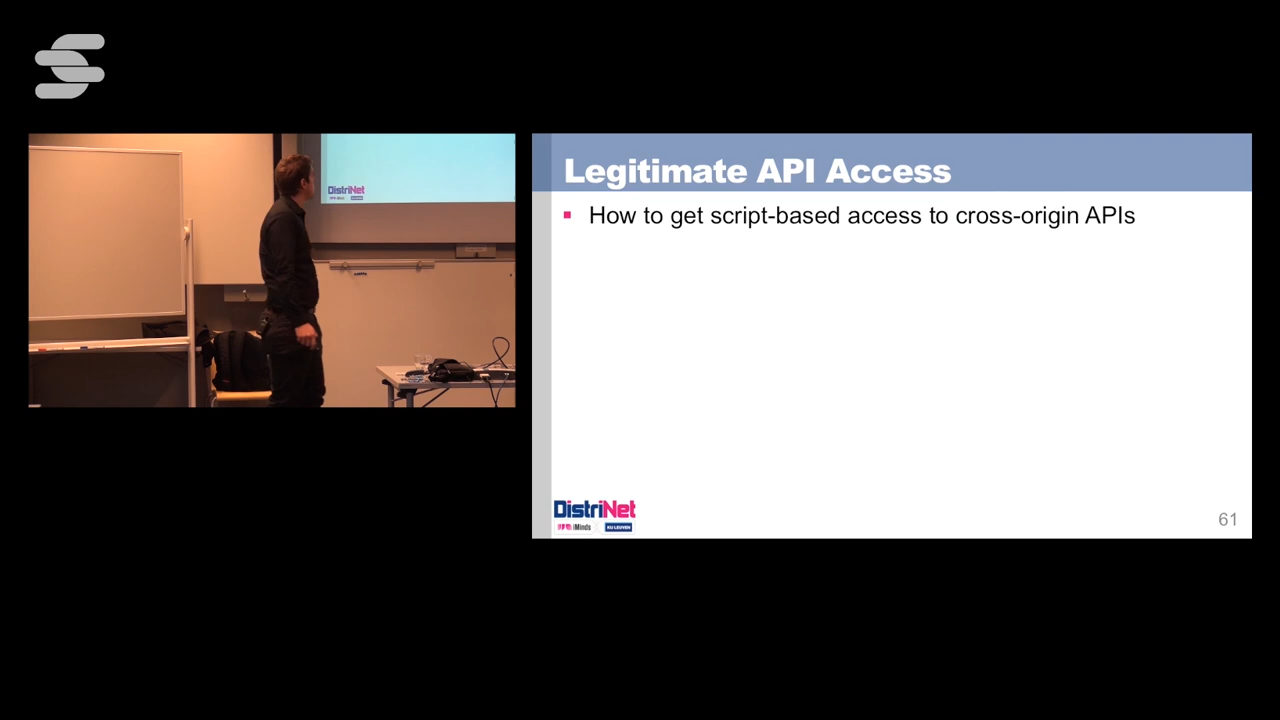 Legitimate API Access
How to get script-based access to cross-origin APIs
DistriNet
DistriNet
iMinds
KU LEUVEN
61